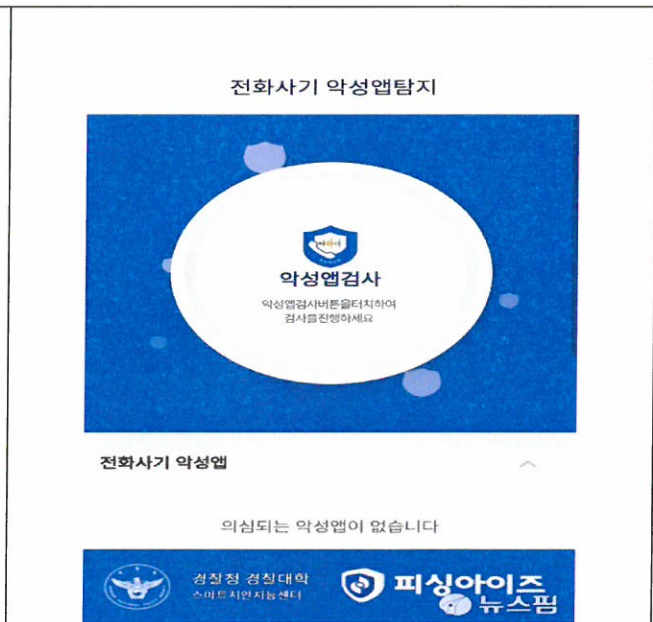 전화사기 악성앱탐지
악성앱검사
악성앱검사버튼을터치하여
검사를진행하세요
전화사기 악성앱
의심되는 악성앱이 없습니다
경찰청 경찰대학
스마트치안지능센터
피싱아이즈
뉴스핌